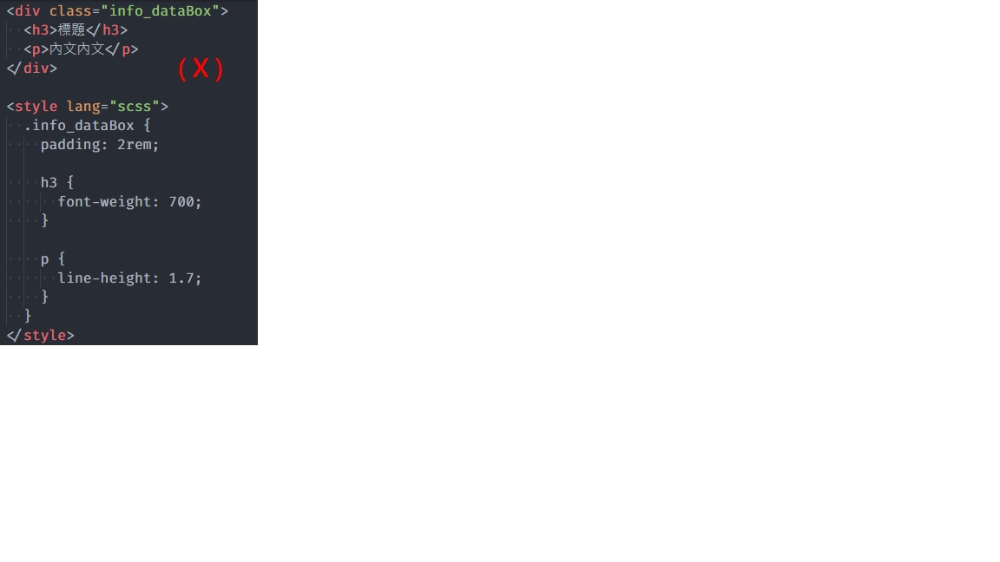 <div class="info_dataBox">
  <h3>標題</h3>
  <p>內文內文</p>
</div>
(X)
<style lang="scss">
  .info_dataBox {
    padding: 2rem;
    h3 {
      font-weight: 700;
    }
    p {
      line-height: 1.7;
    }
  }
</style>